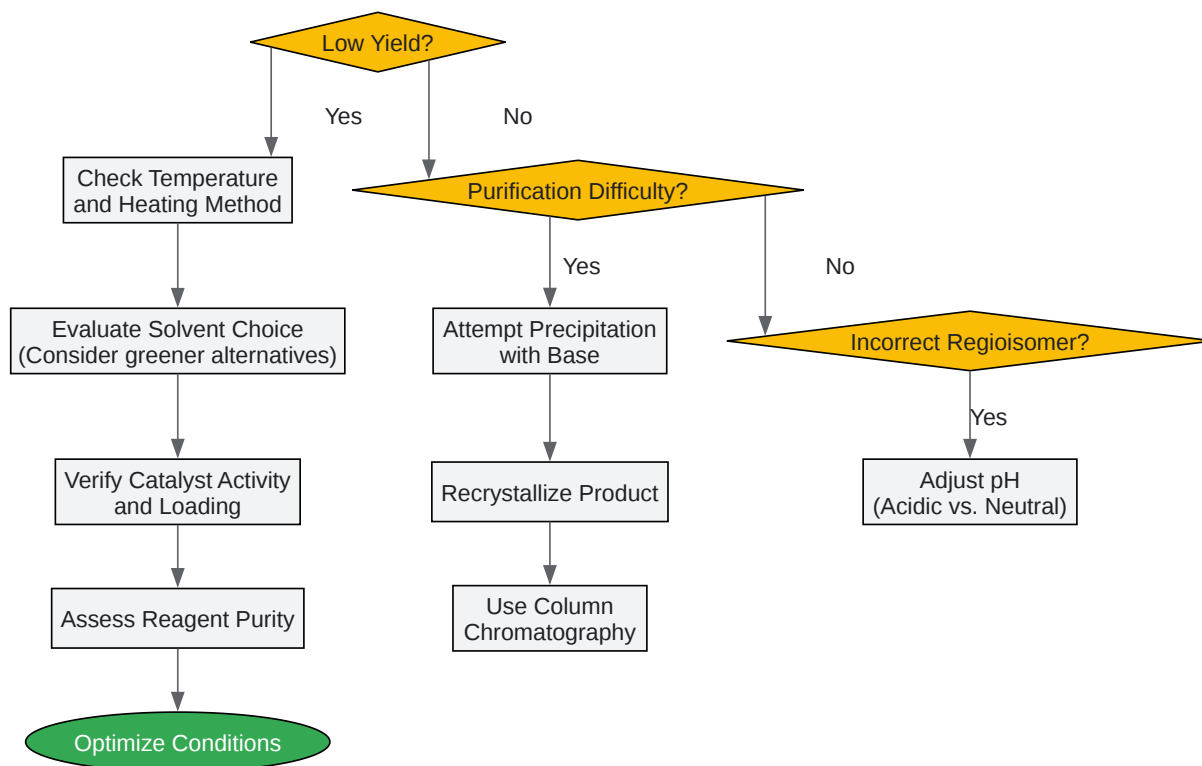 Low Yield?
Yes
No
Check Temperature
and Heating Method
Purification Difficulty?
Yes
No
Evaluate Solvent Choice
(Consider greener alternatives)
Attempt Precipitation
with Base
Incorrect Regioisomer?
Yes
Verify Catalyst Activity
and Loading
Recrystallize Product
Adjust pH
(Acidic vs. Neutral)
Assess Reagent Purity
Use Column
Chromatography
Optimize Conditions